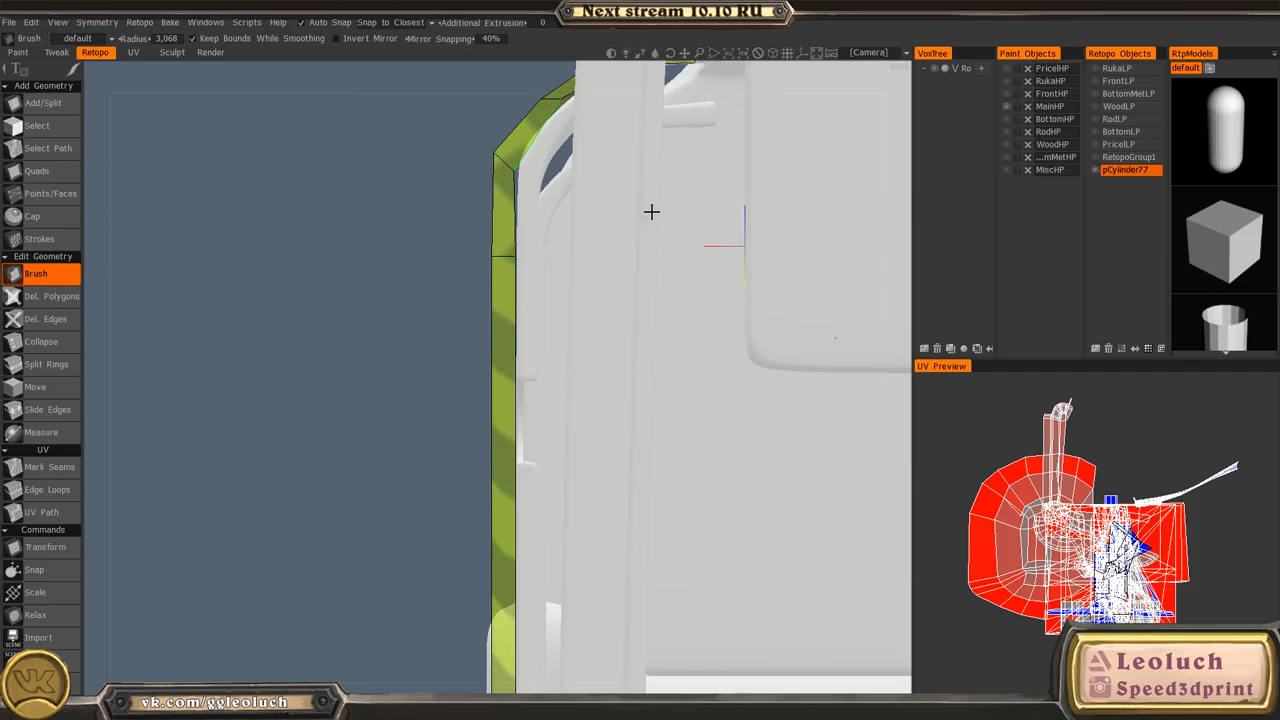 Next stream 10.10 RU
File Edit View Symmetry Retopo Bake Windows Scripts Help Auto Snap Snap to Closest Additional Extrusion 0
Brush default Radius 3,068 Keep Bounds While Smoothing Invert Mirror Mirror Snapping 40%
Paint Tweak Retopo UV Sculpt Render [Camera]
Add Geometry
Add/Split
Select
Select Path
Quads
Points/Faces
Cap
Strokes
Edit Geometry
Brush
Del. Polygons
Del. Edges
Collapse
Split Rings
Move
Slide Edges
Measure
UV
Mark Seams
Edge Loops
UV Path
Commands
Transform
Snap
Scale
Relax
Import
SCENE
BACK
VoxTree
V Ro +
Paint Objects
PricelHP
RukaHP
FrontHP
MainHP
BottomHP
RodHP
WoodHP
...mMetHP
MiscHP
Retopo Objects
RukaLP
FrontLP
BottomMetLP
WoodLP
RodLP
BottomLP
PricelLP
RetopoGroup1
pCylinder77
RtpModels
default
UV Preview
vk.com/ggleoluch
Leoluch
Speed3dprint